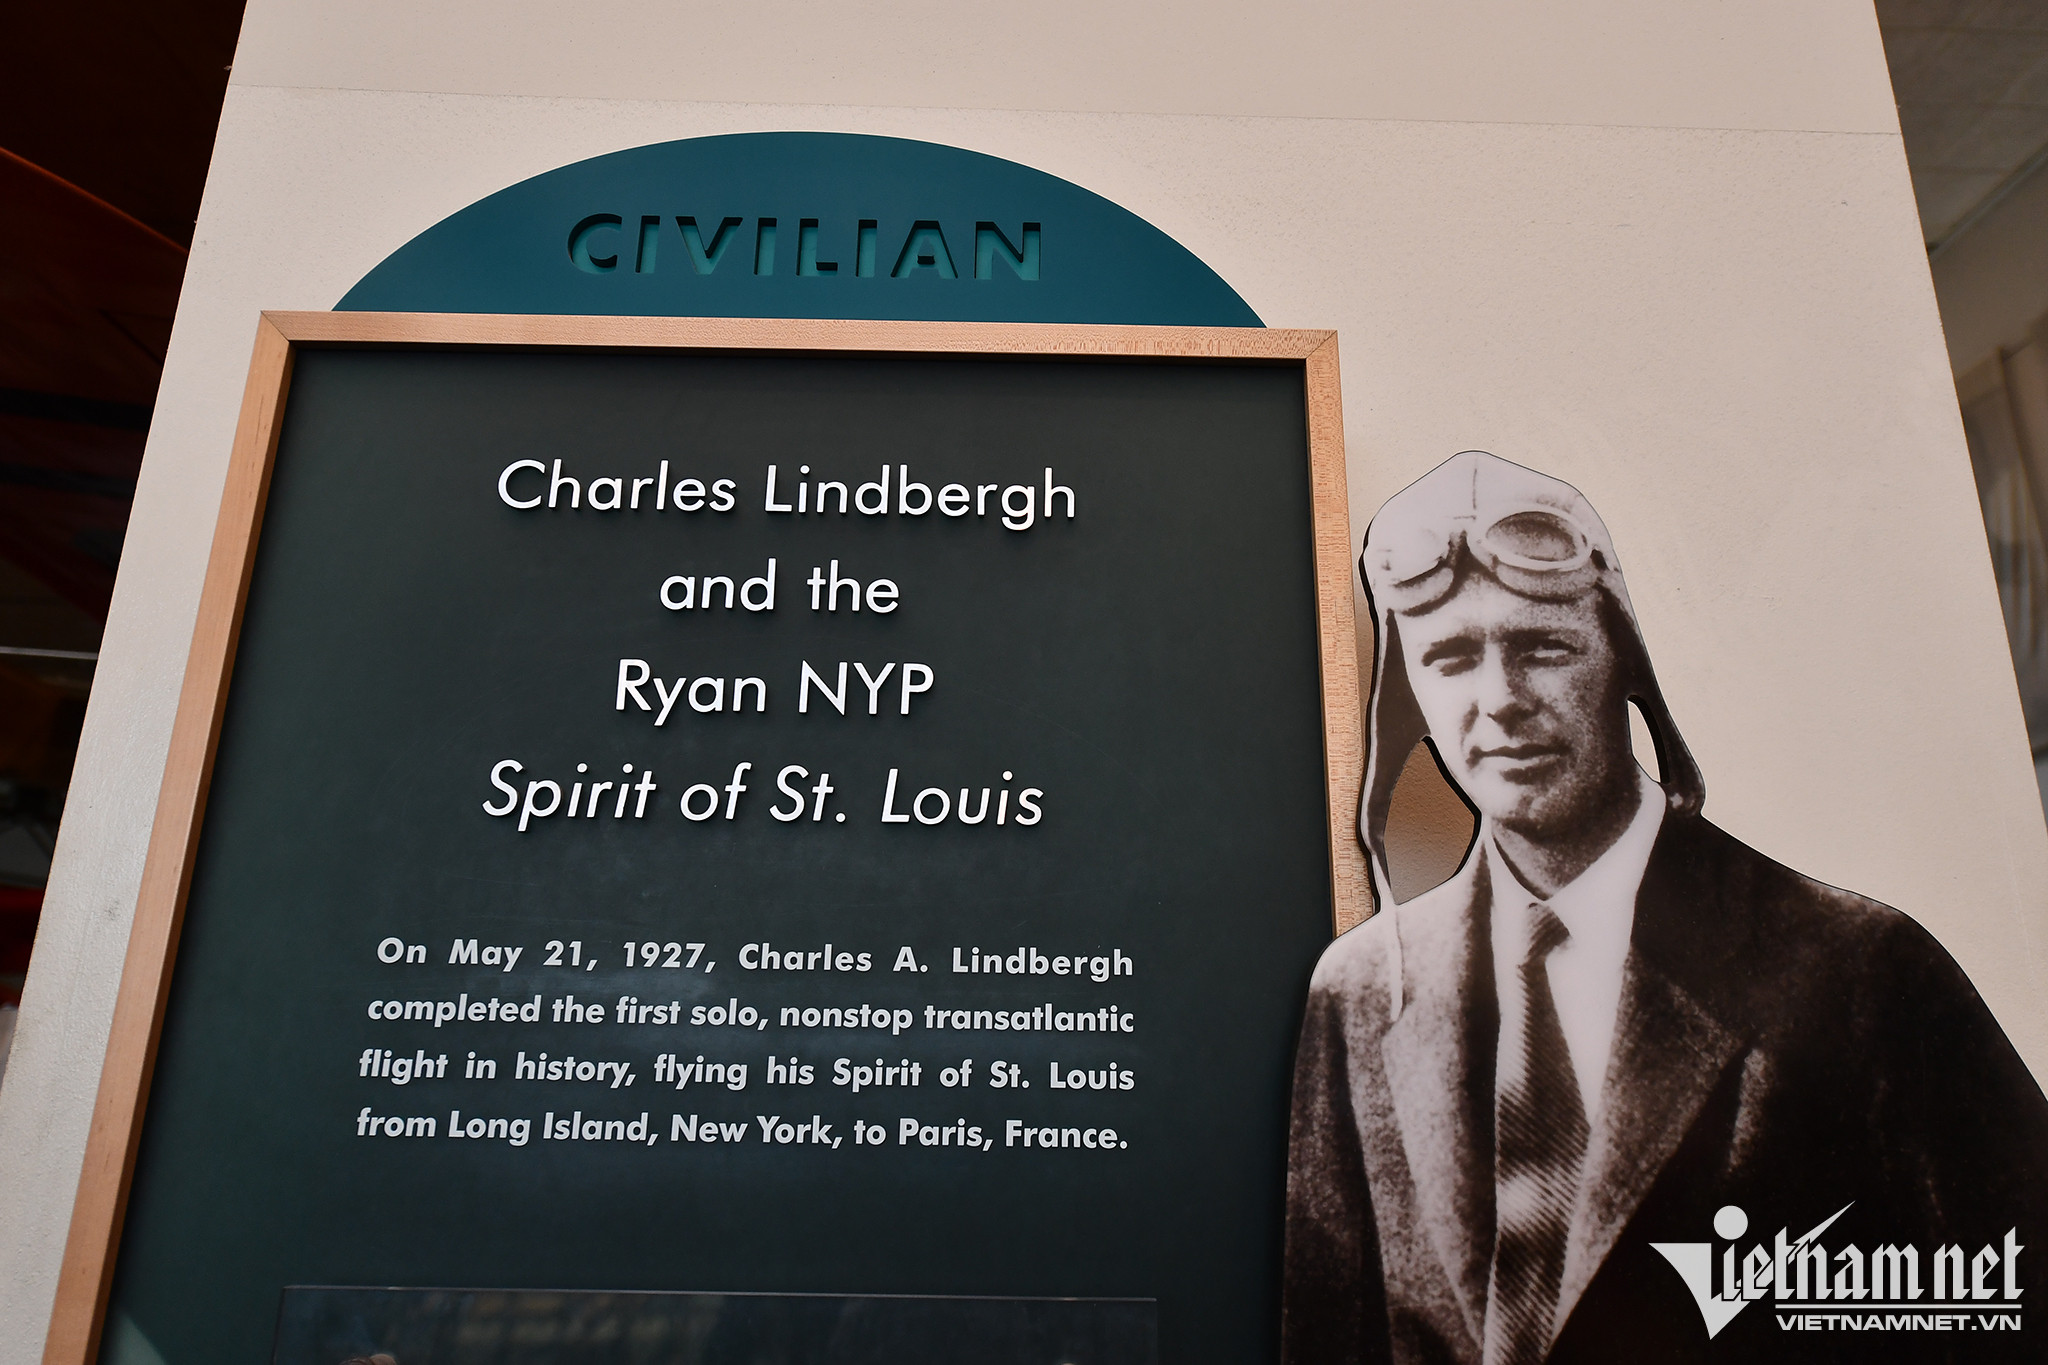 CIVILIAN
Charles Lindbergh
and the
Ryan NYP
Spirit of St. Louis
On May 21, 1927, Charles A. Lindbergh
completed the first solo, nonstop transatlantic
flight in history, flying his Spirit of St. Louis
from Long Island, New York, to Paris, France.
Vietnamnet
VIETNAMNET.VN